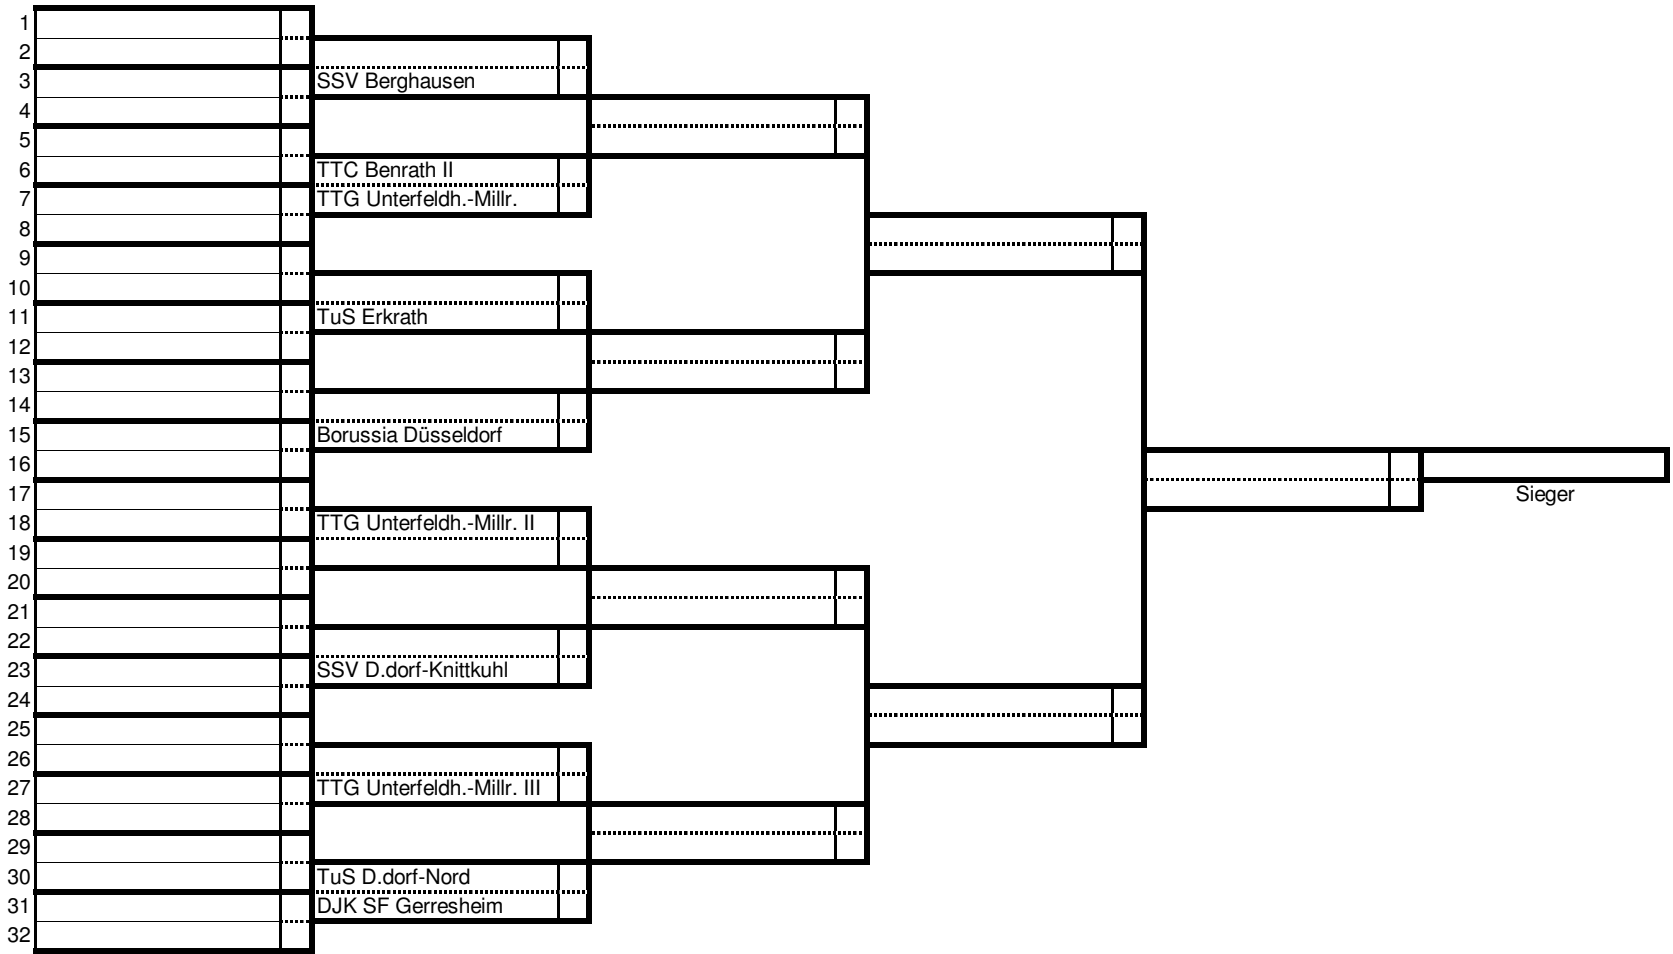 1
2
3 SSV Berghausen
4
5
6 TTC Benrath II
7 TTG Unterfeldh.-Millr.
8
9
10
11 TuS Erkrath
12
13
14
15 Borussia Düsseldorf
16
17 Sieger
18 TTG Unterfeldh.-Millr. II
19
20
21
22
23 SSV D.dorf-Knittkuhl
24
25
26
27 TTG Unterfeldh.-Millr. III
28
29
30 TuS D.dorf-Nord
31 DJK SF Gerresheim
32